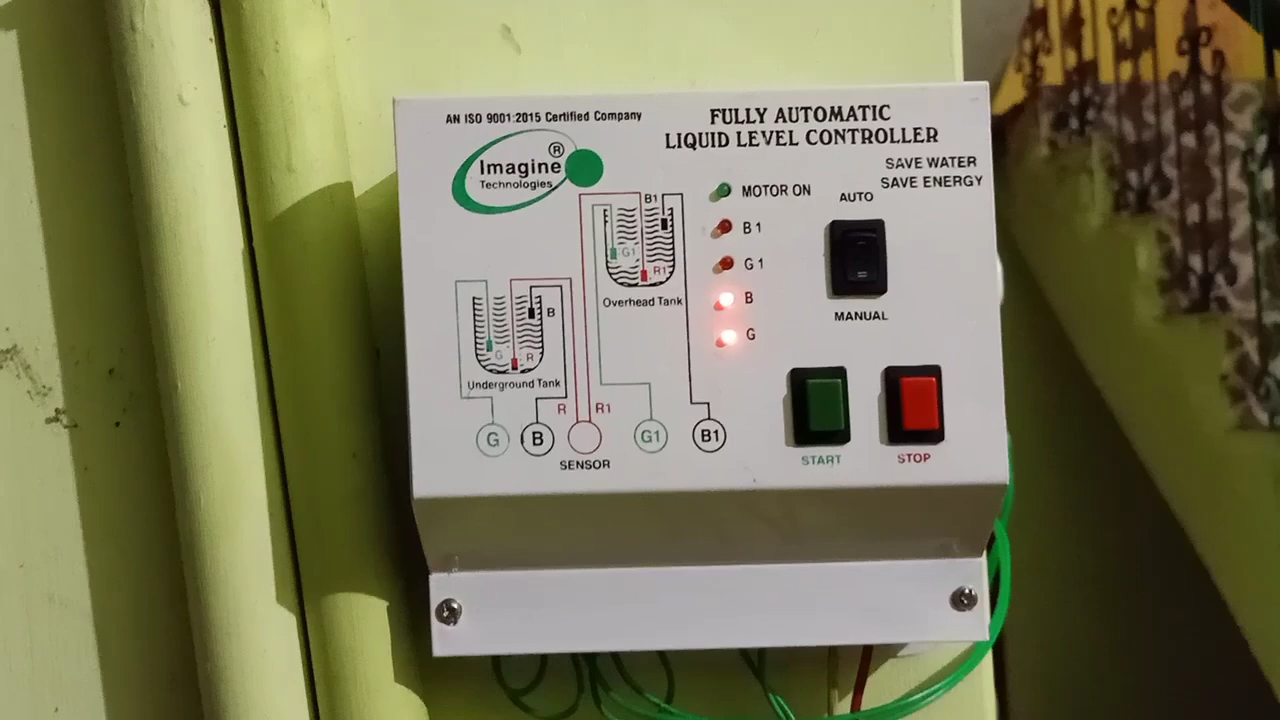 AN ISO 9001:2015 Certified Company
Imagine ®
Technologies
FULLY AUTOMATIC
LIQUID LEVEL CONTROLLER
SAVE WATER
SAVE ENERGY
MOTOR ON
B 1
G 1
B
G
AUTO
MANUAL
B1
G1
R1
Overhead Tank
B
G
R
Underground Tank
R
R1
G
B
G1
B1
SENSOR
START
STOP